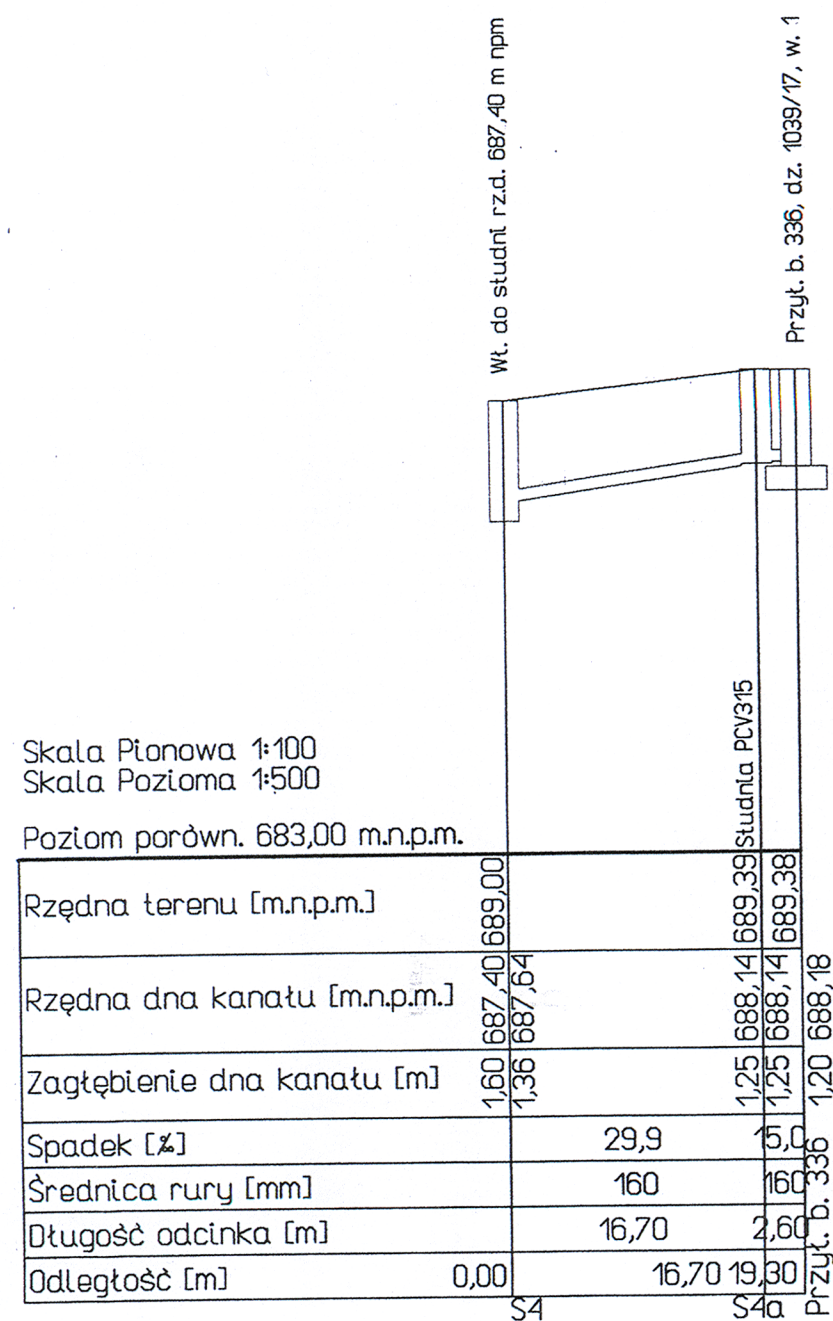 Wł. do studni rz.d. 687,40 m npm
Przył. b. 336, dz. 1039/17, w. 1
Studnia PCV315
Skala Pionowa 1:100
Skala Pozioma 1:500
Poziom porówn. 683,00 m.n.p.m.
Rzędna terenu [m.n.p.m.] 689,00 689,39 689,38
Rzędna dna kanału [m.n.p.m.] 687,40 687,64 688,14 688,14 688,18
Zagłębienie dna kanału [m] 1,60 1,36 1,25 1,25 1,20
Spadek [%] 29,9 15,0
Średnica rury [mm] 160 160
Długość odcinka [m] 16,70 2,60
Odległość [m] 0,00 16,70 19,30
S4 S4a Przył. b. 336